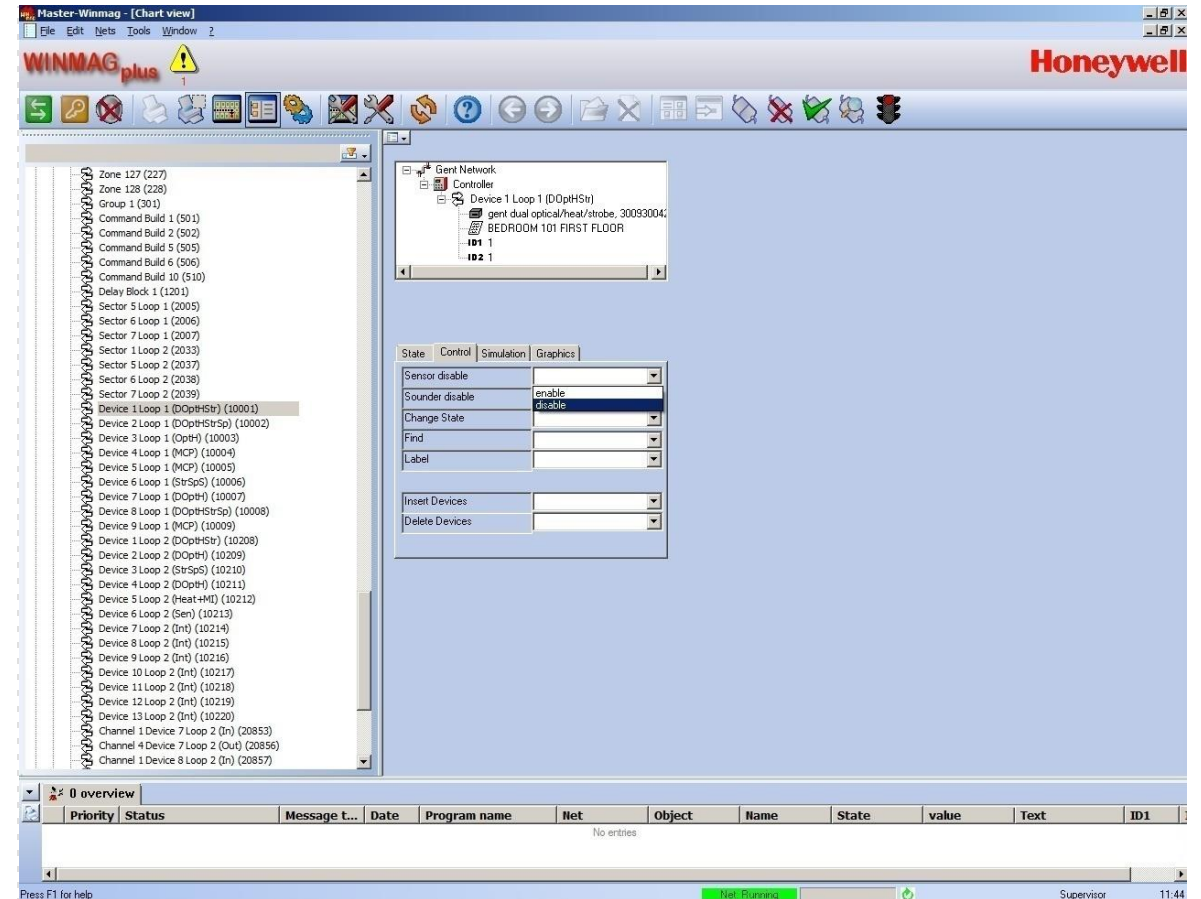 Master-Winmag - [Chart view]
File Edit Nets Tools Window ?
WINMAG plus
1
Honeywell
Zone 127 (227)
Zone 128 (228)
Group 1 (301)
Command Build 1 (501)
Command Build 2 (502)
Command Build 5 (505)
Command Build 6 (506)
Command Build 10 (510)
Delay Block 1 (1201)
Sector 5 Loop 1 (2005)
Sector 6 Loop 1 (2006)
Sector 7 Loop 1 (2007)
Sector 1 Loop 2 (2033)
Sector 5 Loop 2 (2037)
Sector 6 Loop 2 (2038)
Sector 7 Loop 2 (2039)
Device 1 Loop 1 (DOptHStr) (10001)
Device 2 Loop 1 (DOptHStrSp) (10002)
Device 3 Loop 1 (OptH) (10003)
Device 4 Loop 1 (MCP) (10004)
Device 5 Loop 1 (MCP) (10005)
Device 6 Loop 1 (StrSpS) (10006)
Device 7 Loop 1 (DOptH) (10007)
Device 8 Loop 1 (DOptHStrSp) (10008)
Device 9 Loop 1 (MCP) (10009)
Device 1 Loop 2 (DOptHStr) (10208)
Device 2 Loop 2 (DOptH) (10209)
Device 3 Loop 2 (StrSpS) (10210)
Device 4 Loop 2 (DOptH) (10211)
Device 5 Loop 2 (Heat+MI) (10212)
Device 6 Loop 2 (Sen) (10213)
Device 7 Loop 2 (Int) (10214)
Device 8 Loop 2 (Int) (10215)
Device 9 Loop 2 (Int) (10216)
Device 10 Loop 2 (Int) (10217)
Device 11 Loop 2 (Int) (10218)
Device 12 Loop 2 (Int) (10219)
Device 13 Loop 2 (Int) (10220)
Channel 1 Device 7 Loop 2 (In) (20853)
Channel 4 Device 7 Loop 2 (Out) (20856)
Channel 1 Device 8 Loop 2 (In) (20857)
Gent Network
Controller
Device 1 Loop 1 (DOptHStr)
gent dual optical/heat/strobe, 30093004
BEDROOM 101 FIRST FLOOR
ID1 1
ID2 1
State Control Simulation Graphics
Sensor disable
Sounder disable
enable
disable
Change State
Find
Label
Insert Devices
Delete Devices
0 overview
Priority Status Message t... Date Program name Net Object Name State value Text ID1
No entries
Press F1 for help Net: Running Supervisor 11:44